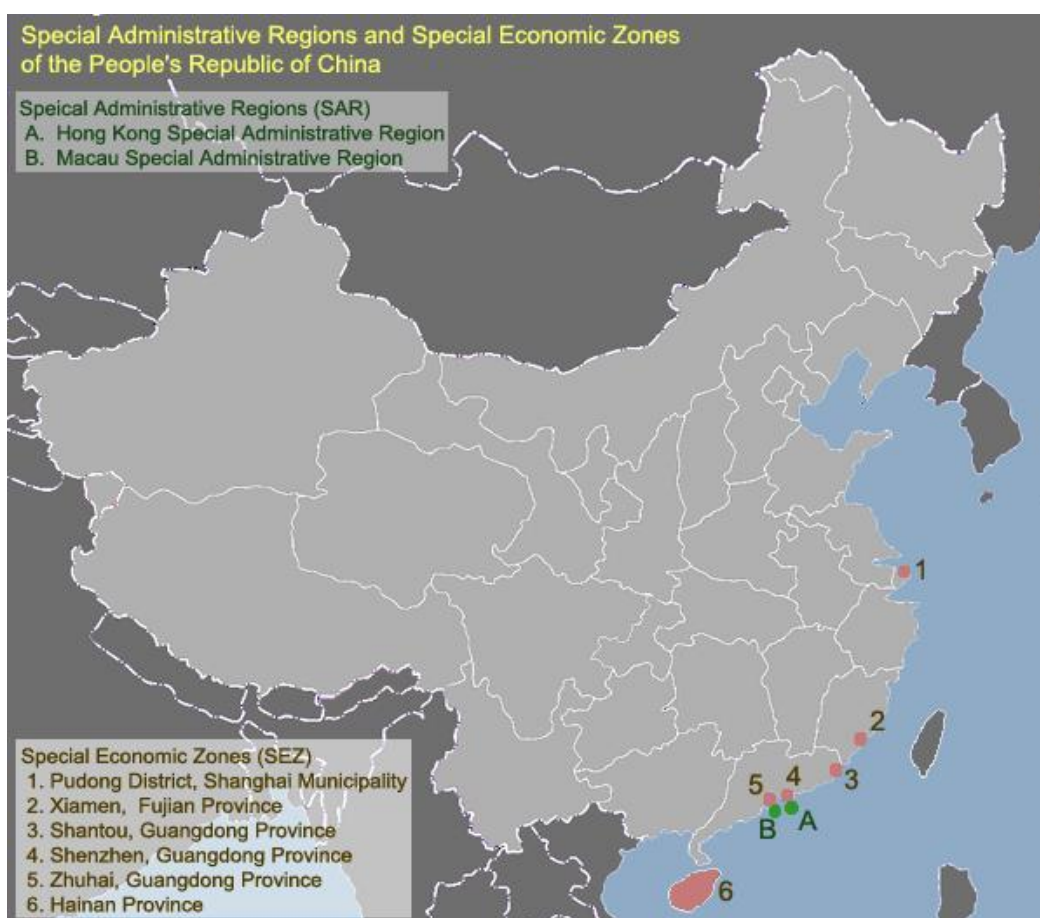 Special Administrative Regions and Special Economic Zones
of the People's Republic of China
Speical Administrative Regions (SAR)
A. Hong Kong Special Administrative Region
B. Macau Special Administrative Region
1
2
3
4
5
A
B
6
Special Economic Zones (SEZ)
1. Pudong District, Shanghai Municipality
2. Xiamen, Fujian Province
3. Shantou, Guangdong Province
4. Shenzhen, Guangdong Province
5. Zhuhai, Guangdong Province
6. Hainan Province